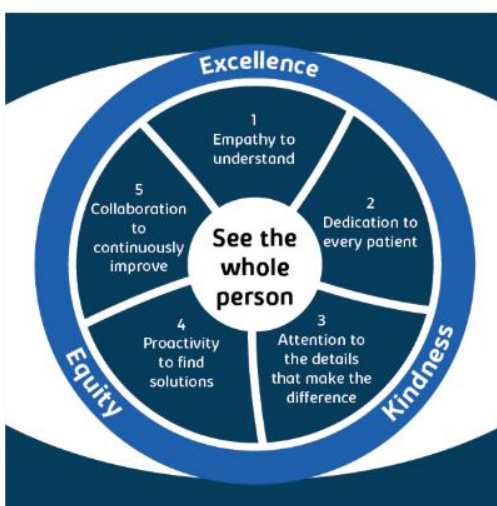 Excellence
1
Empathy to
understand
2
Dedication to
every patient
3
Attention to
the details
that make the
difference
4
Proactivity
to find
solutions
5
Collaboration
to
continuously
improve
See the
whole
person
Equity
Kindness